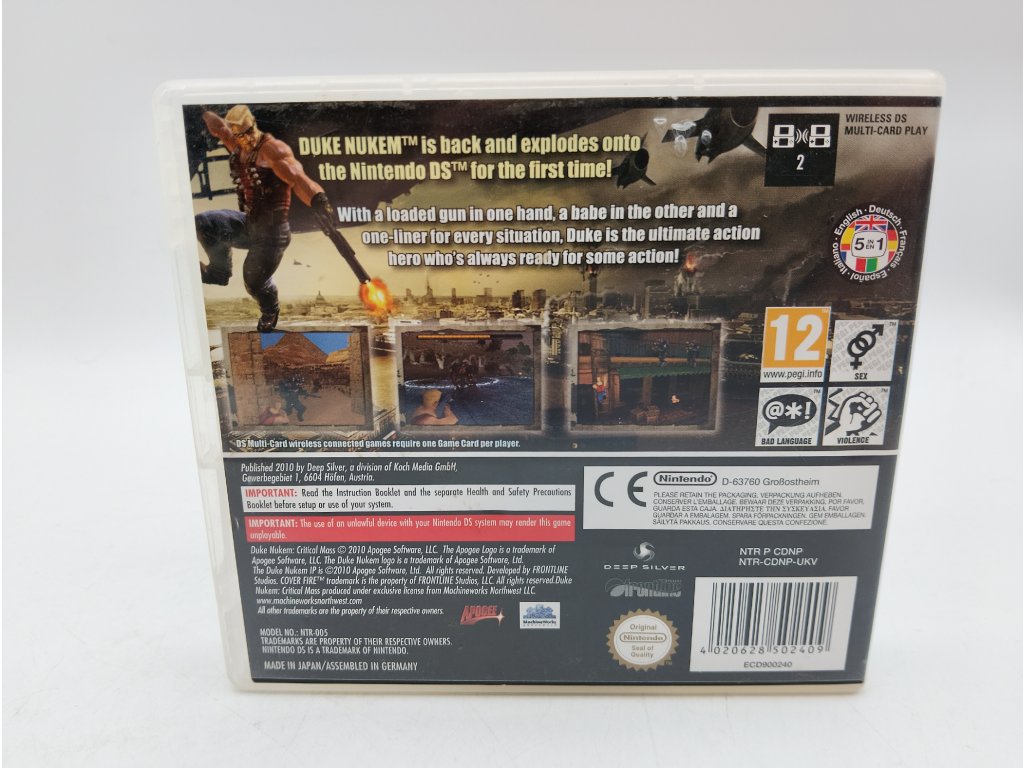 DUKE NUKEM™ is back and explodes onto
the Nintendo DS™ for the first time!
With a loaded gun in one hand, a babe in the other and a
one-liner for every situation, Duke is the ultimate action
hero who's always ready for some action!
WIRELESS DS
MULTI-CARD PLAY
2
English · Deutsch · Français · Español · Italiano
5 IN EN 1
12
www.pegi.info
SEX
@*!
BAD LANGUAGE
VIOLENCE
DS Multi-Card wireless connected games require one Game Card per player.
Published 2010 by Deep Silver, a division of Koch Media GmbH,
Gewerbegebiet 1, 6604 Höfen, Austria.
IMPORTANT: Read the Instruction Booklet and the separate Health and Safety Precautions
Booklet before setup or use of your system.
IMPORTANT: The use of an unlawful device with your Nintendo DS system may render this game
unplayable.
Duke Nukem: Critical Mass © 2010 Apogee Software, LLC. The Apogee Logo is a trademark of
Apogee Software, LLC. The Duke Nukem logo is a trademark of Apogee Software, Ltd.
The Duke Nukem IP is ©2010 Apogee Software, Ltd. All rights reserved. Developed by FRONTLINE
Studios. COVER FIRE™ trademark is the property of FRONTLINE Studios, LLC. All rights reserved.Duke
Nukem: Critical Mass produced under exclusive license from Machineworks Northwest LLC.
www.machineworksnorthwest.com
All other trademarks are the property of their respective owners.
APOGEE
MachineWorks
MODEL NO.: NTR-005
TRADEMARKS ARE PROPERTY OF THEIR RESPECTIVE OWNERS.
NINTENDO DS IS A TRADEMARK OF NINTENDO.
MADE IN JAPAN/ASSEMBLED IN GERMANY
CE
Nintendo® D-63760 Großostheim
PLEASE RETAIN THE PACKAGING. VERPACKUNG AUFHEBEN.
CONSERVER L'EMBALLAGE. BEWAAR DEZE VERPAKKING. POR FAVOR,
GUARDA ESTA CAJA. ΔΙΑΤΗΡΗΣΤΕ ΤΗΝ ΣΥΣΚΕΥΑΣΙΑ. FAVOR
GUARDAR A EMBALAGEM. SPARA FÖRPACKNINGEN. GEM EMBALLAGEN.
SÄILYTÄ PAKKAUS. CONSERVARE QUESTA CONFEZIONE.
DEEP SILVER
frontline
NTR P CDNP
NTR-CDNP-UKV
Original
Nintendo
Seal of
Quality
4 020628 502409
ECD900240